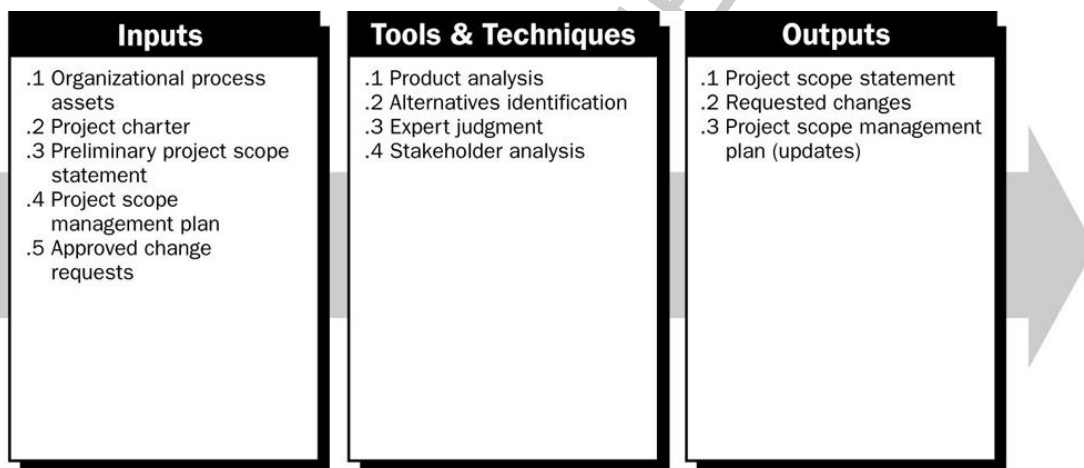 Inputs
.1 Organizational process
assets
.2 Project charter
.3 Preliminary project scope
statement
.4 Project scope
management plan
.5 Approved change
requests
Tools & Techniques
.1 Product analysis
.2 Alternatives identification
.3 Expert judgment
.4 Stakeholder analysis
Outputs
.1 Project scope statement
.2 Requested changes
.3 Project scope management
plan (updates)